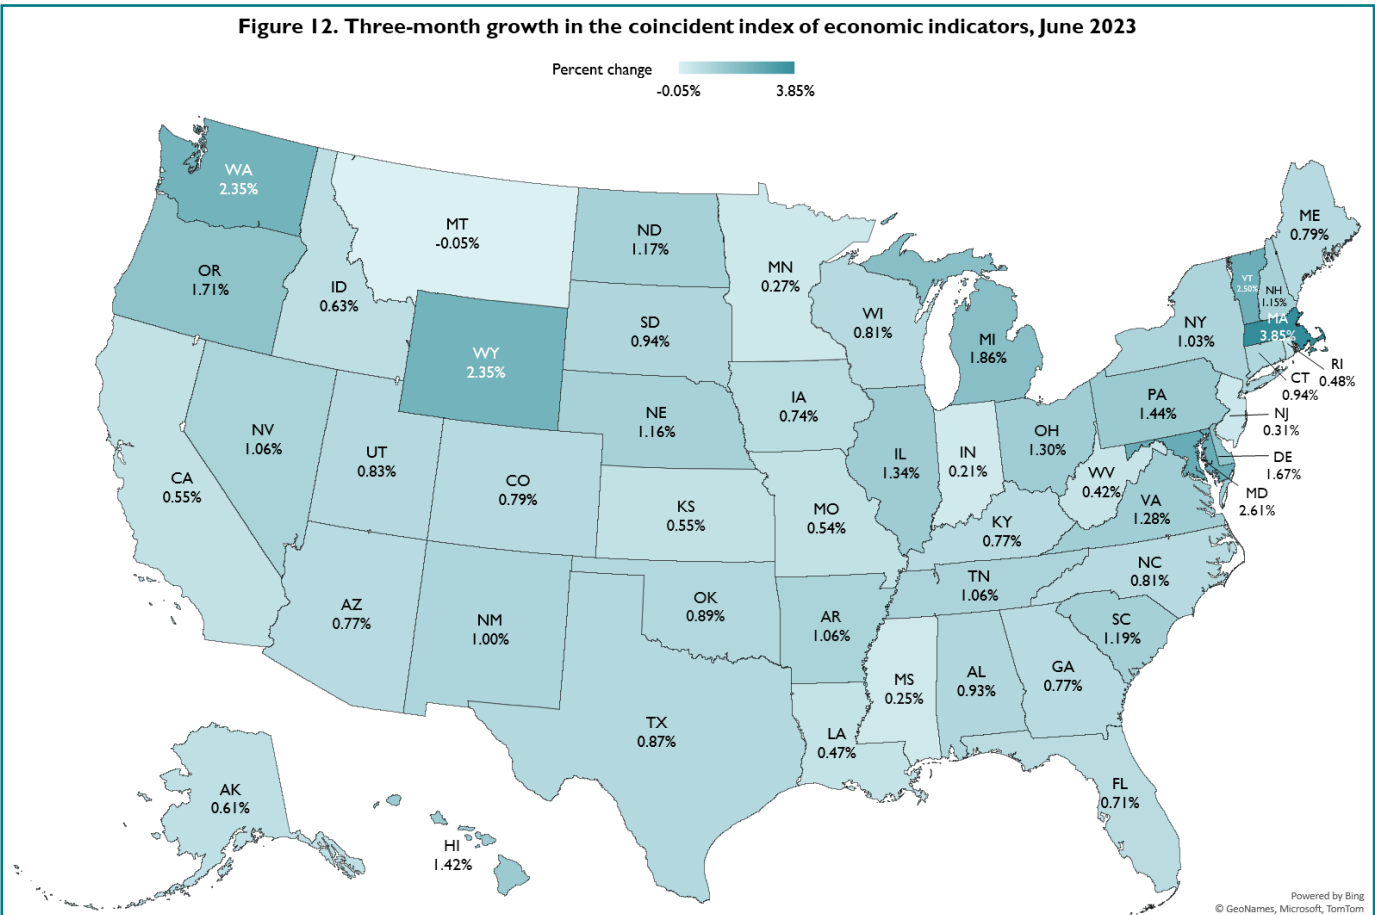 Figure 12. Three-month growth in the coincident index of economic indicators, June 2023
Percent change
-0.05%
3.85%
WA
2.35%
OR
1.71%
ID
0.63%
MT
-0.05%
WY
2.35%
ND
1.17%
SD
0.94%
NE
1.16%
MN
0.27%
WI
0.81%
MI
1.86%
IA
0.74%
NY
1.03%
VT
2.50%
NH
1.15%
ME
0.79%
MA
3.85%
RI
0.48%
CT
0.94%
NJ
0.31%
PA
1.44%
DE
1.67%
MD
2.61%
CA
0.55%
NV
1.06%
UT
0.83%
CO
0.79%
KS
0.55%
MO
0.54%
IL
1.34%
IN
0.21%
OH
1.30%
WV
0.42%
VA
1.28%
KY
0.77%
NC
0.81%
TN
1.06%
SC
1.19%
AZ
0.77%
NM
1.00%
OK
0.89%
AR
1.06%
MS
0.25%
AL
0.93%
GA
0.77%
TX
0.87%
LA
0.47%
FL
0.71%
AK
0.61%
HI
1.42%
Powered by Bing
© GeoNames, Microsoft, TomTom